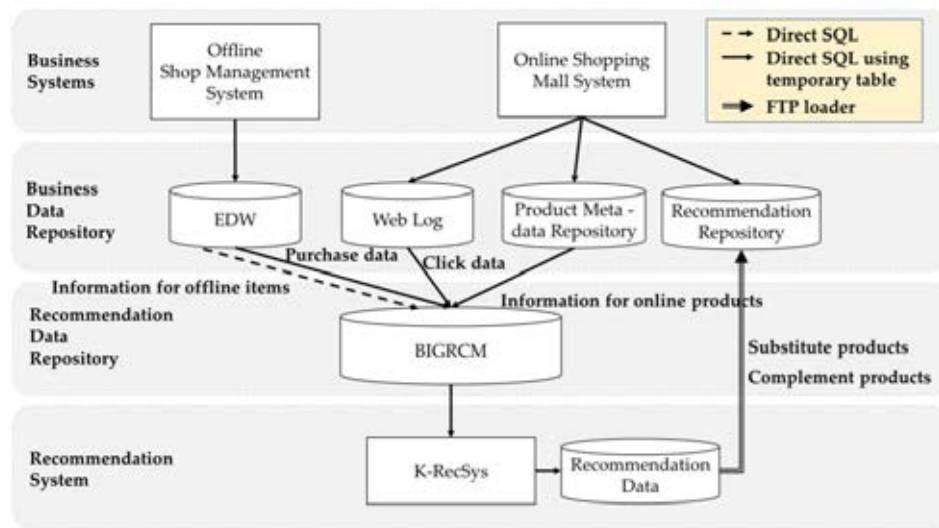 Business
Systems
Offline
Shop Management
System
Online Shopping
Mall System
Direct SQL
Direct SQL using
temporary table
FTP loader
Business
Data
Repository
EDW
Web Log
Product Meta -
data Repository
Recommendation
Repository
Purchase data
Click data
Information for offline items
Information for online products
Recommendation
Data
Repository
BIGRCM
Substitute products
Complement products
Recommendation
System
K-RecSys
Recommendation
Data